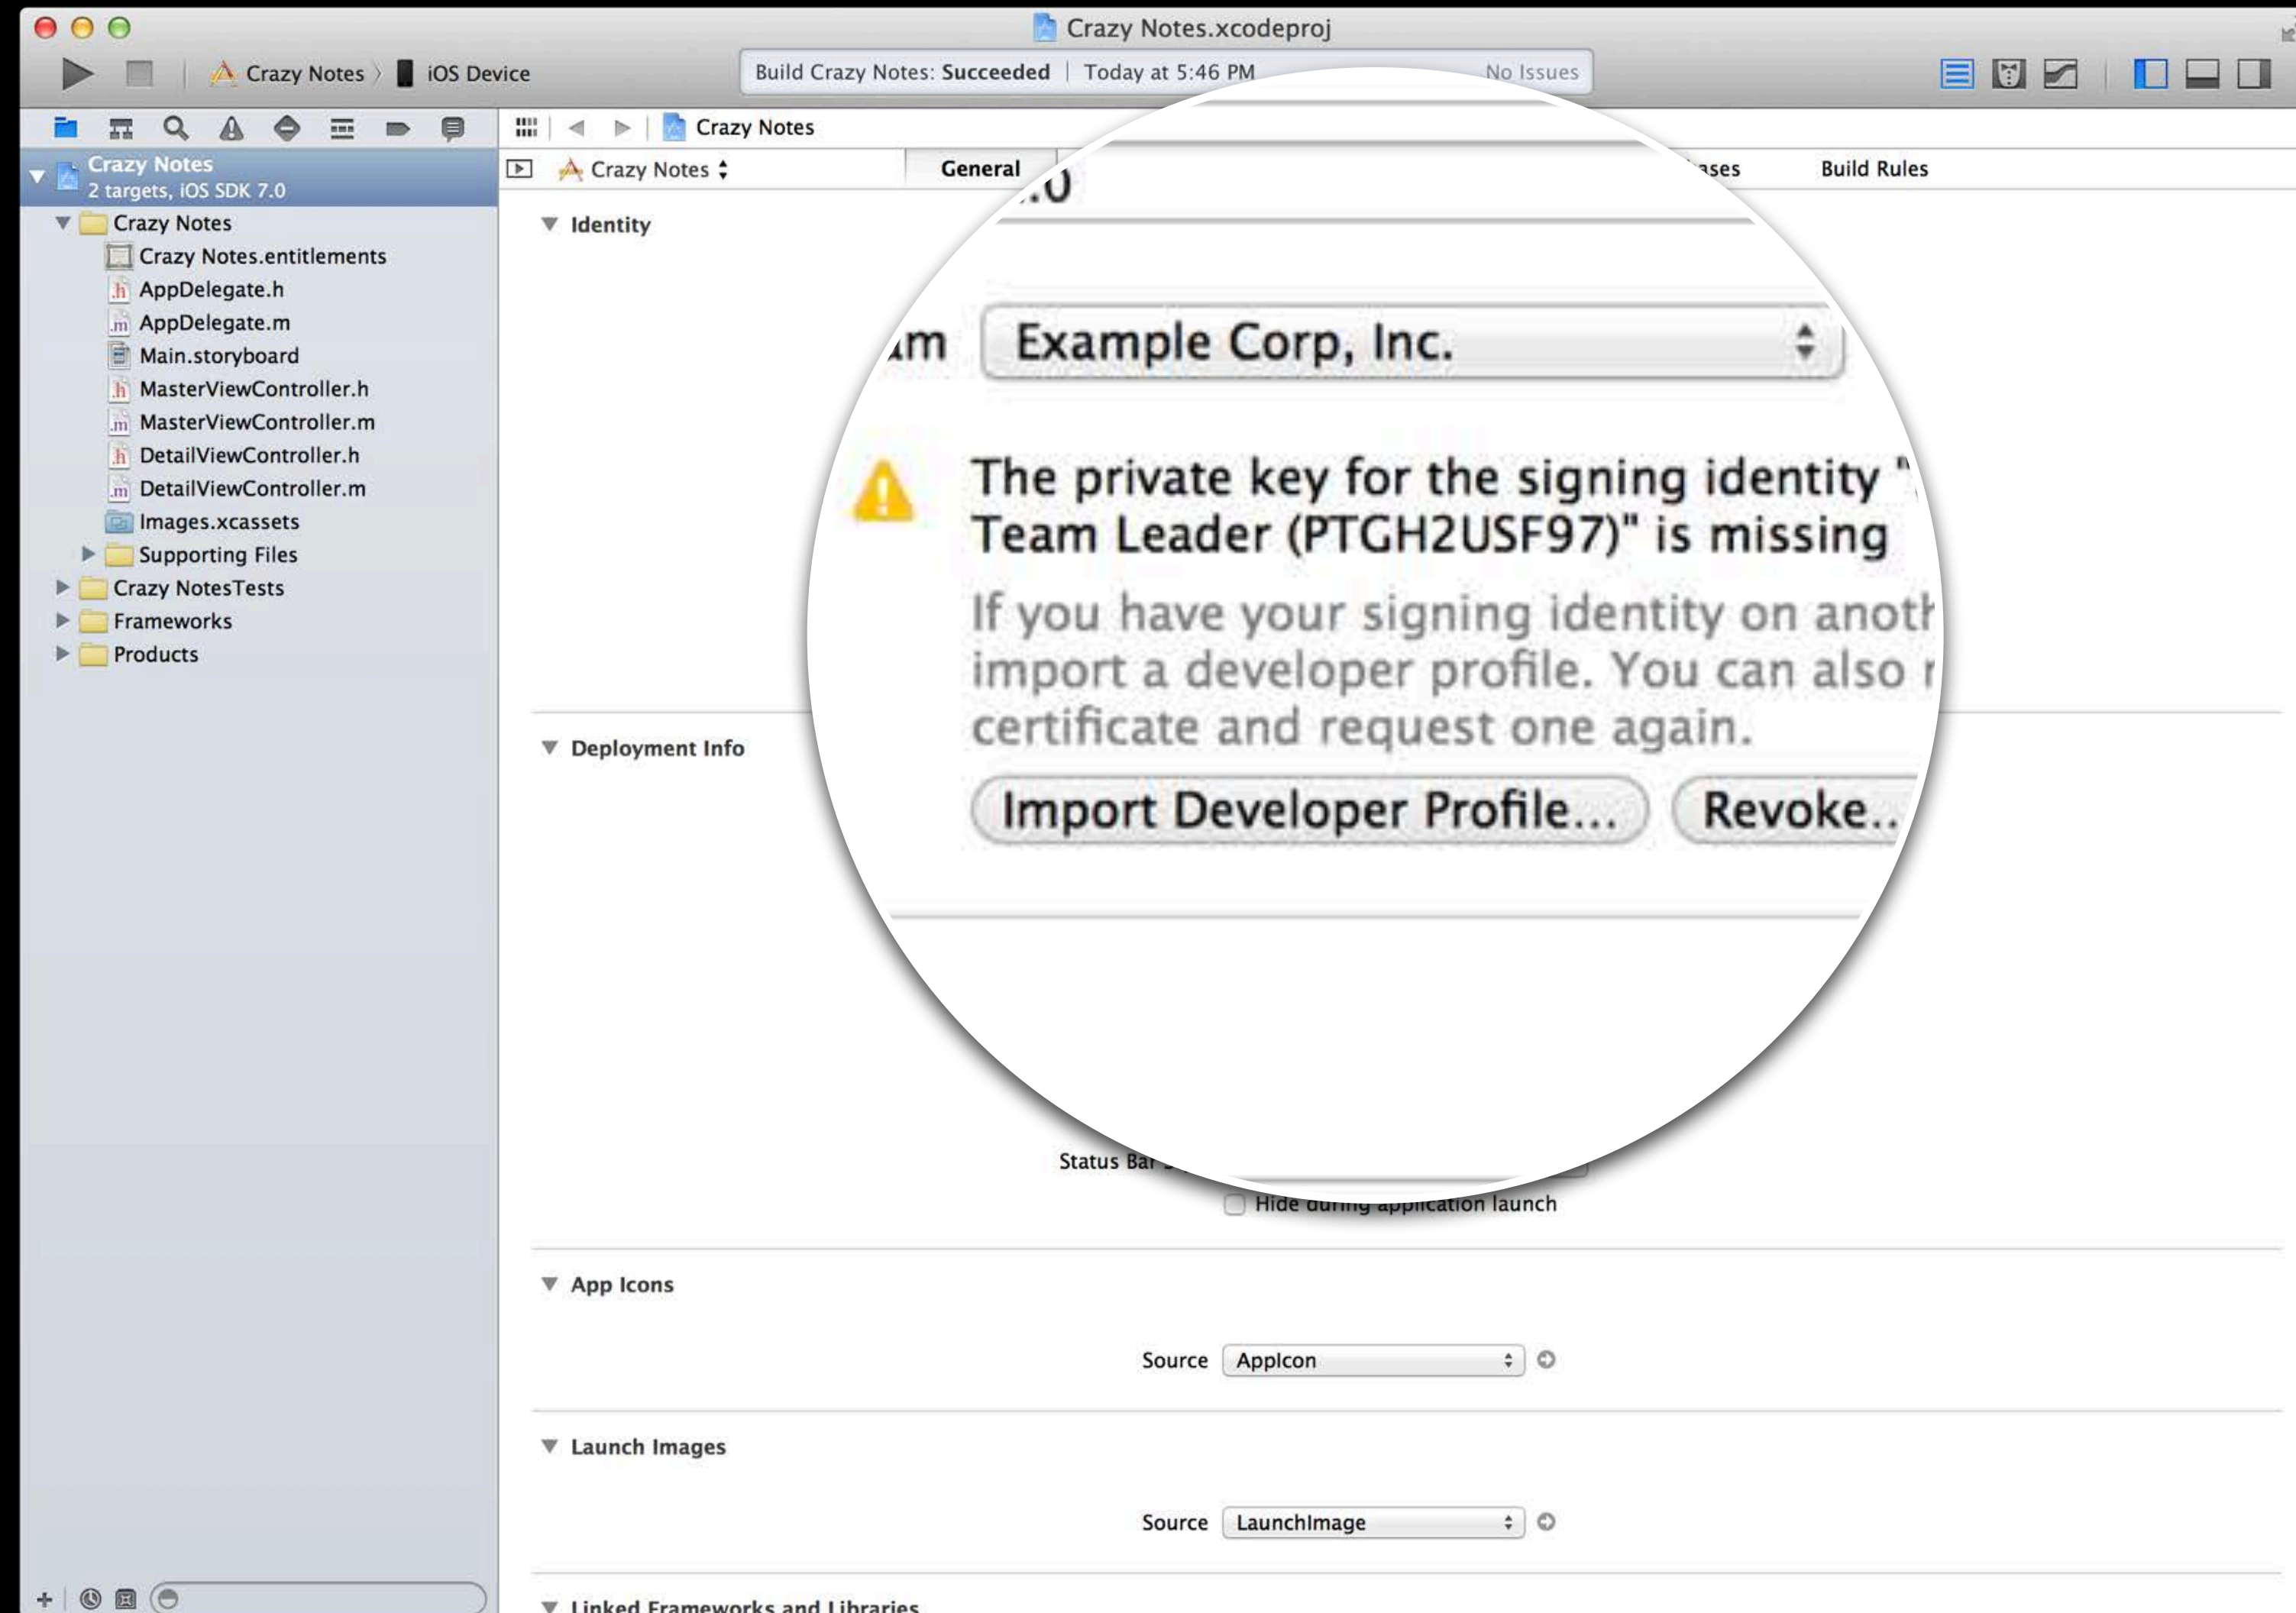 Crazy Notes.xcodeproj
Crazy Notes
iOS Device
Build Crazy Notes: Succeeded | Today at 5:46 PM
No Issues
Crazy Notes
2 targets, iOS SDK 7.0
Crazy Notes
Crazy Notes.entitlements
.h AppDelegate.h
.m AppDelegate.m
Main.storyboard
.h MasterViewController.h
.m MasterViewController.m
.h DetailViewController.h
.m DetailViewController.m
Images.xcassets
Supporting Files
Crazy NotesTests
Frameworks
Products
Crazy Notes
Crazy Notes
General
Build Rules
Identity
Example Corp, Inc.
The private key for the signing identity "
Team Leader (PTGH2USF97)" is missing
If you have your signing identity on
import a developer profile. You can also
certificate and request one again.
Import Developer Profile...
Revoke..
Deployment Info
Status Bar
Hide during application launch
App Icons
Source AppIcon
Launch Images
Source LaunchImage
Linked Frameworks and Libraries